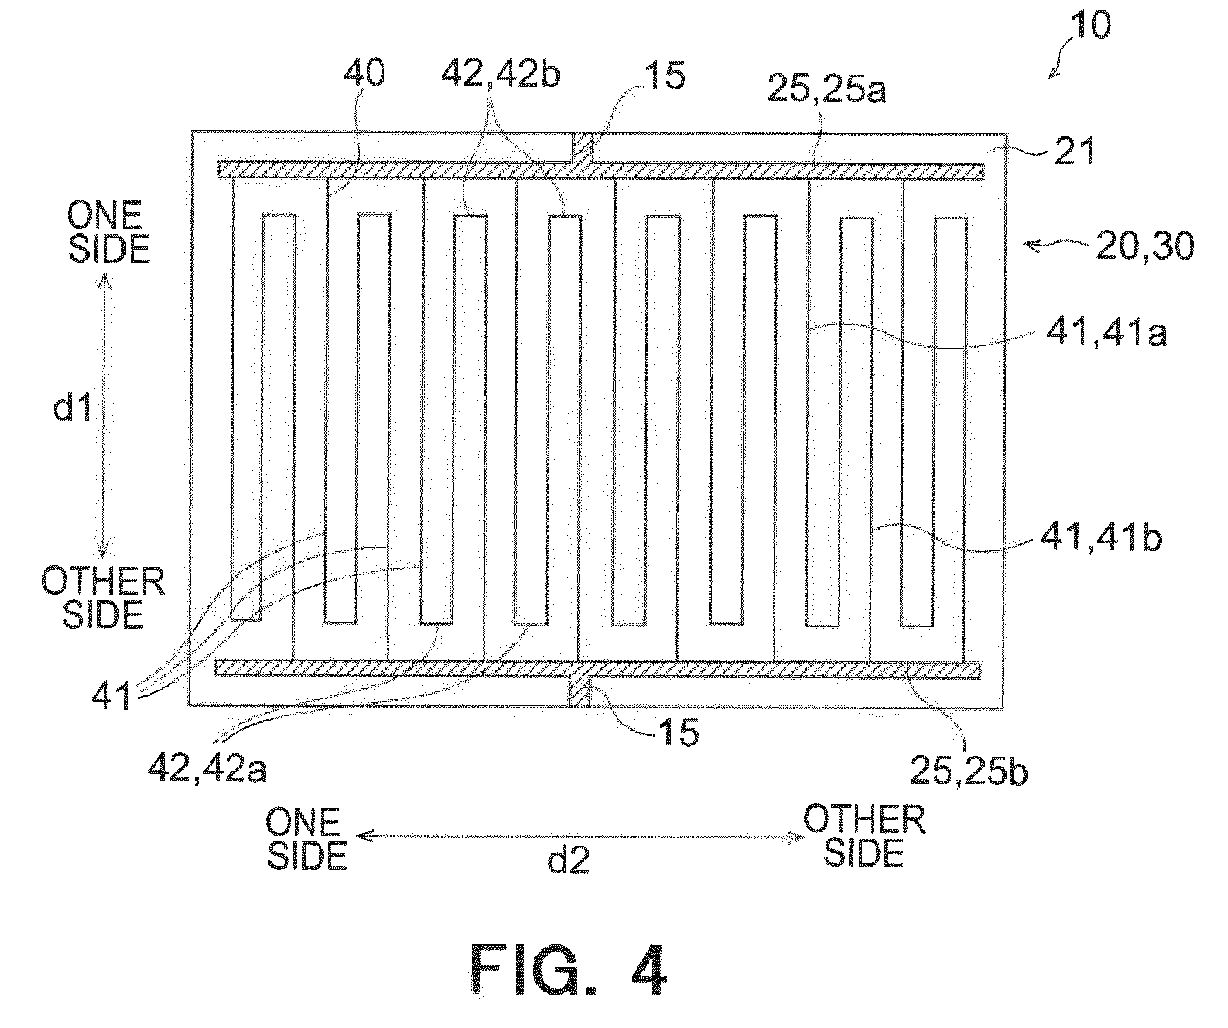 10
40
42,42b
15
25,25a
21
ONE
SIDE
20,30
41,41a
d1
41,41b
OTHER
SIDE
41
42,42a
15
25,25b
ONE
SIDE
d2
OTHER
SIDE
FIG. 4